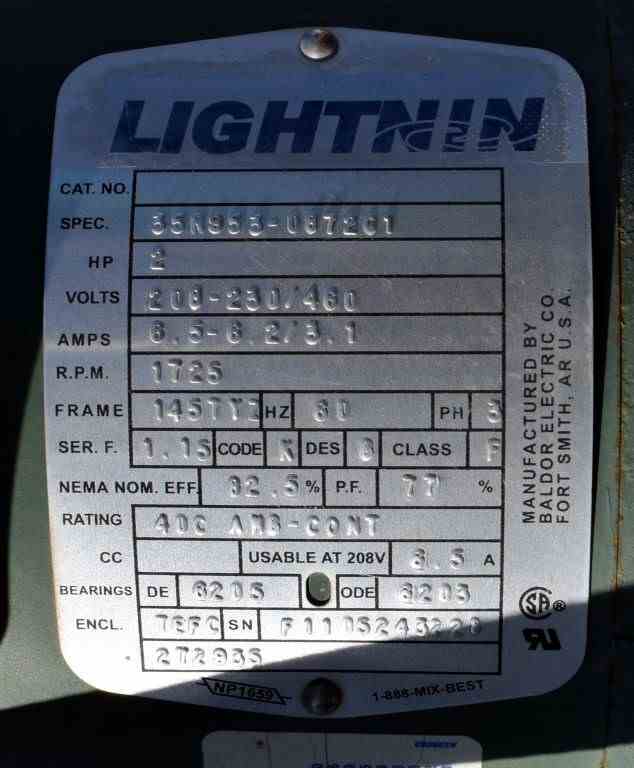 LIGHTNIN
CAT. NO.
SPEC. 35N953-0872G1
HP 2
VOLTS 208-230/460
AMPS 6.5-6.2/3.1
R.P.M. 1725
FRAME HZ 60 PH 3
SER. F. 1.15 CODE K DES B CLASS F
NEMA NOM. EFF. 82.5 % P.F. 77 %
RATING 40C AMB-CONT
CC USABLE AT 208V 6.5 A
BEARINGS DE 6205 ODE 6203
ENCL. TEFC SN
NP1659 1-888-MIX-BEST
MANUFACTURED BY
BALDOR ELECTRIC CO.
FORT SMITH, AR U.S.A.